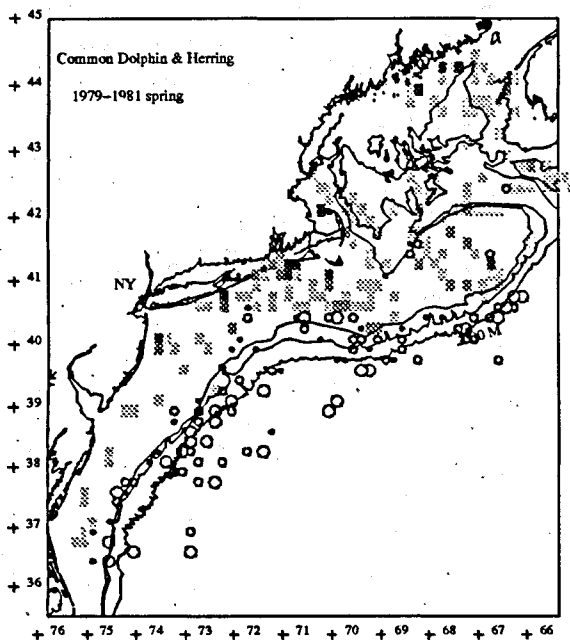 + 45
Common Dolphin & Herring
a
1979–1981 spring
+ 44
+ 43
+ 42
+ 41
NY
+ 40
200 M
+ 39
+ 38
+ 37
+ 36
+ 76 + 75 + 74 + 73 + 72 + 71 + 70 + 69 + 68 + 67 + 66